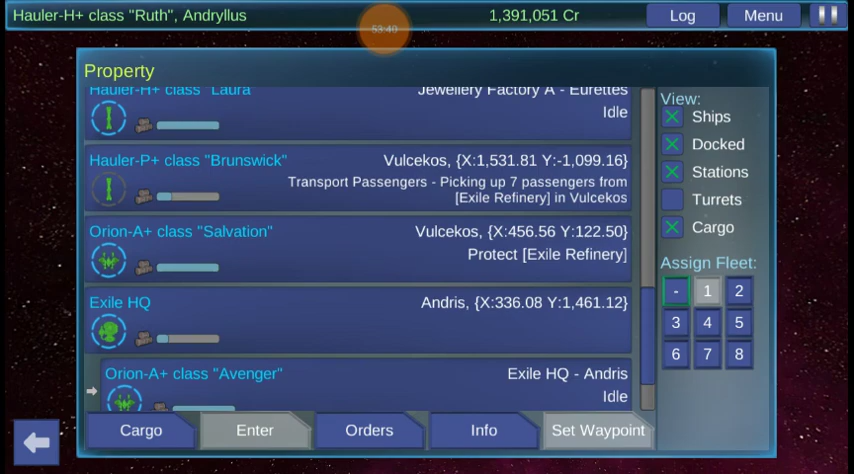 Hauler-H+ class "Ruth", Andryllus
1,391,051 Cr
Log
Menu
53:40
Property
Hauler-H+ class "Laura"
Jewellery Factory A - Eurettes
Idle
Hauler-P+ class "Brunswick"
Vulcekos, {X:1,531.81 Y:-1,099.16}
Transport Passengers - Picking up 7 passengers from
[Exile Refinery] in Vulcekos
Orion-A+ class "Salvation"
Vulcekos, {X:456.56 Y:122.50}
Protect [Exile Refinery]
Exile HQ
Andris, {X:336.08 Y:1,461.12}
Orion-A+ class "Avenger"
Exile HQ - Andris
Idle
View:
Ships
Docked
Stations
Turrets
Cargo
Assign Fleet:
- 1 2
3 4 5
6 7 8
Cargo
Enter
Orders
Info
Set Waypoint